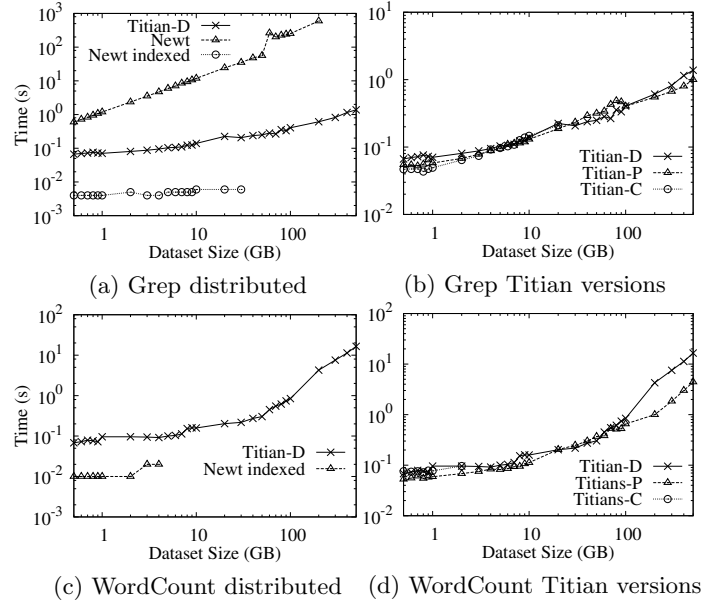 10^3
10^2
10^1
10^0
10^-1
10^-2
10^-3
Time (s)
Titian-D
Newt
Newt indexed
1 10 100
Dataset Size (GB)
(a) Grep distributed
10^1
10^0
10^-1
10^-2
Time (s)
Titian-D
Titian-P
Titian-C
1 10 100
Dataset Size (GB)
(b) Grep Titian versions
10^2
10^1
10^0
10^-1
10^-2
10^-3
Time (s)
Titian-D
Newt indexed
1 10 100
Dataset Size (GB)
(c) WordCount distributed
10^2
10^1
10^0
10^-1
10^-2
Time (s)
Titian-D
Titians-P
Titians-C
1 10 100
Dataset Size (GB)
(d) WordCount Titian versions